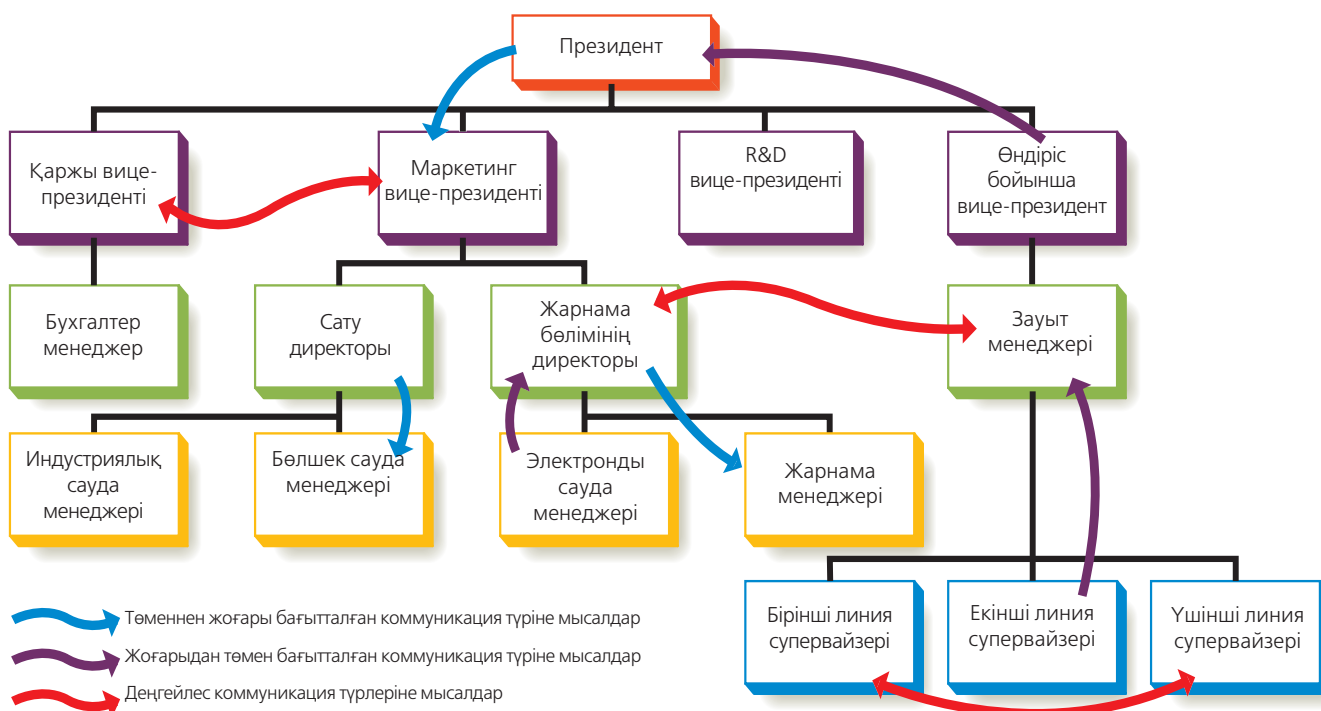 Президент
Қаржы вице-
президенті
Маркетинг
вице-президенті
R&D
вице-президенті
Өндіріс
бойынша
вице-президент
Бухгалтер
менеджер
Сату
директоры
Жарнама
бөлімінің
директоры
Зауыт
менеджері
Индустриялық
сауда
менеджері
Бөлшек сауда
менеджері
Электронды
сауда
менеджері
Жарнама
менеджері
Бірінші линия
супервайзері
Екінші линия
супервайзері
Үшінші линия
супервайзері
Төменнен жоғары бағытталған коммуникация түріне мысалдар
Жоғарыдан төмен бағытталған коммуникация түріне мысалдар
Деңгейлес коммуникация түрлеріне мысалдар